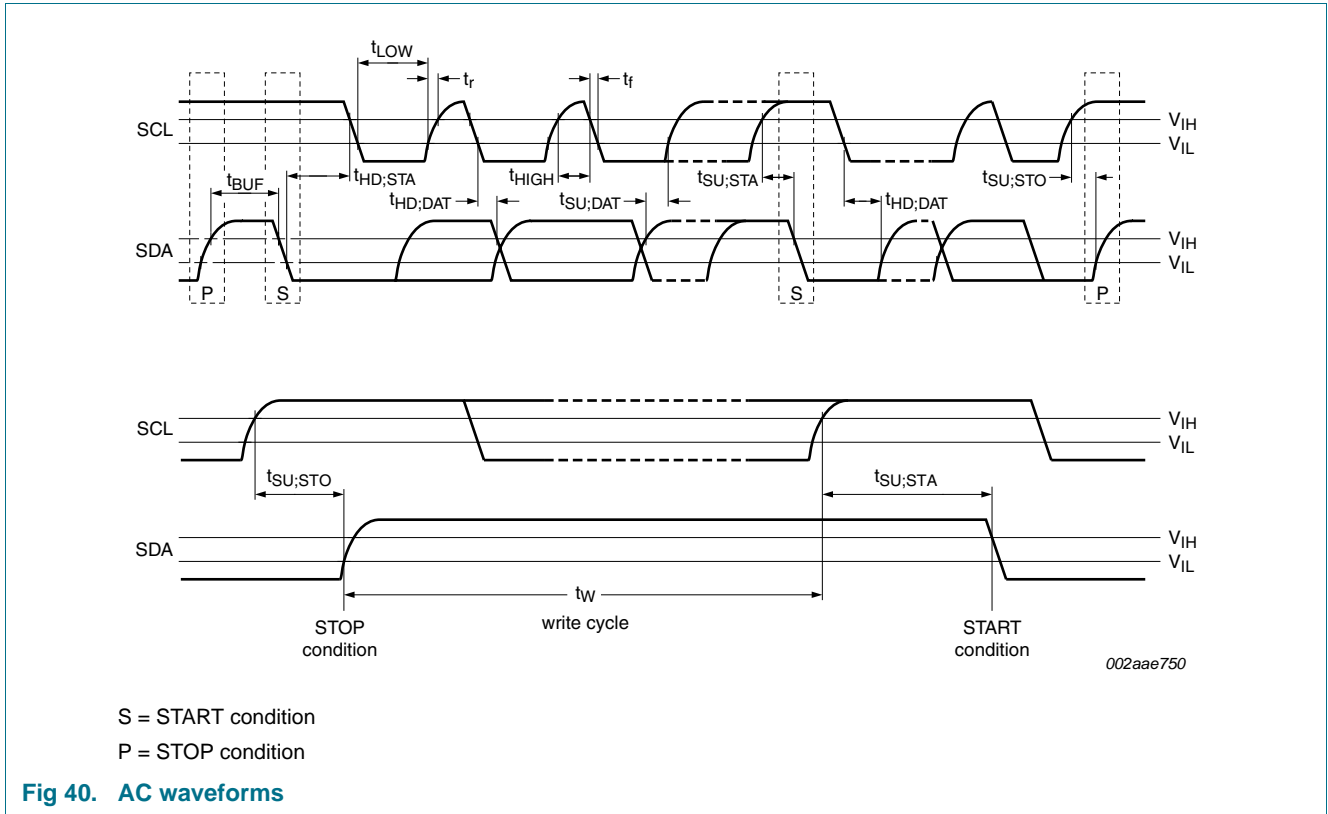 tLOW
tr
tf
SCL
VIH
VIL
tBUF
tHD;STA
tHIGH
tSU;STA
tSU;STO
tHD;DAT
tSU;DAT
tHD;DAT
SDA
VIH
VIL
P
S
S
P
SCL
VIH
VIL
tSU;STO
tSU;STA
SDA
VIH
VIL
tW
write cycle
STOP
condition
START
condition
002aae750
S = START condition
P = STOP condition
Fig 40. AC waveforms